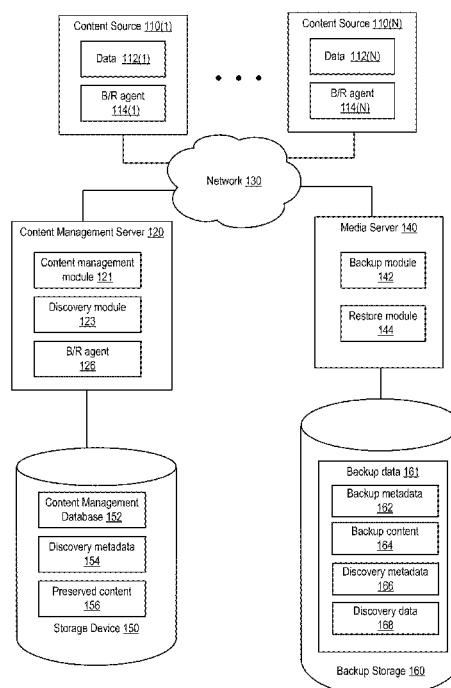 Content Source 110(1)
Data 112(1)
B/R agent
114(1)
Content Source 110(N)
Data 112(N)
B/R agent
114(N)
Network 130
Content Management Server 120
Content management
module 121
Discovery module
123
B/R agent
126
Media Server 140
Backup module
142
Restore module
144
Content Management
Database 152
Discovery metadata
154
Preserved content
156
Storage Device 150
Backup data 161
Backup metadata
162
Backup content
164
Discovery metadata
166
Discovery data
168
Backup Storage 160